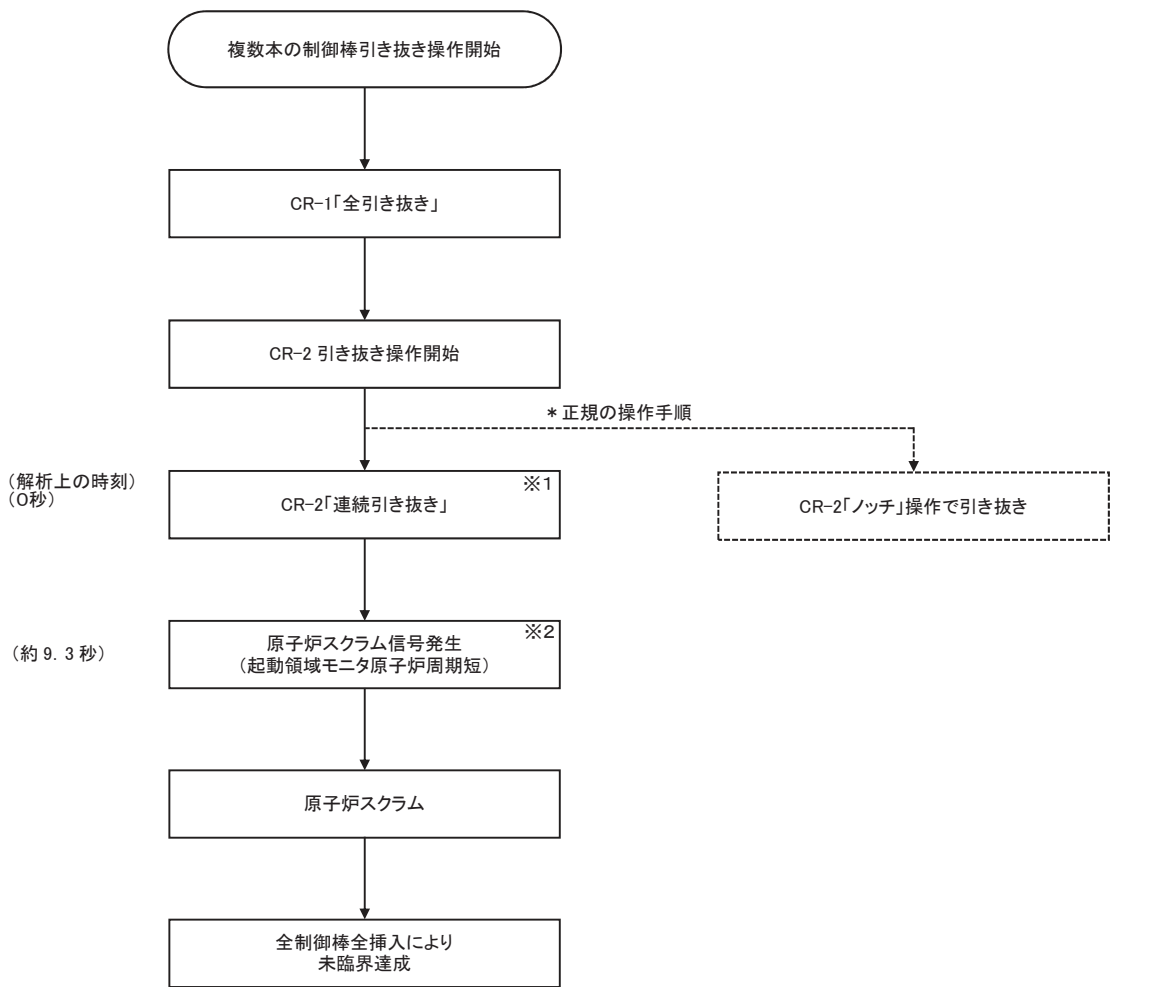 複数本の制御棒引き抜き操作開始
CR-1「全引き抜き」
CR-2 引き抜き操作開始
＊正規の操作手順
（解析上の時刻）
（0秒）
※1
CR-2「連続引き抜き」
CR-2「ノッチ」操作で引き抜き
（約 9.3 秒）
※2
原子炉スクラム信号発生
（起動領域モニタ原子炉周期短）
原子炉スクラム
全制御棒全挿入により
未臨界達成